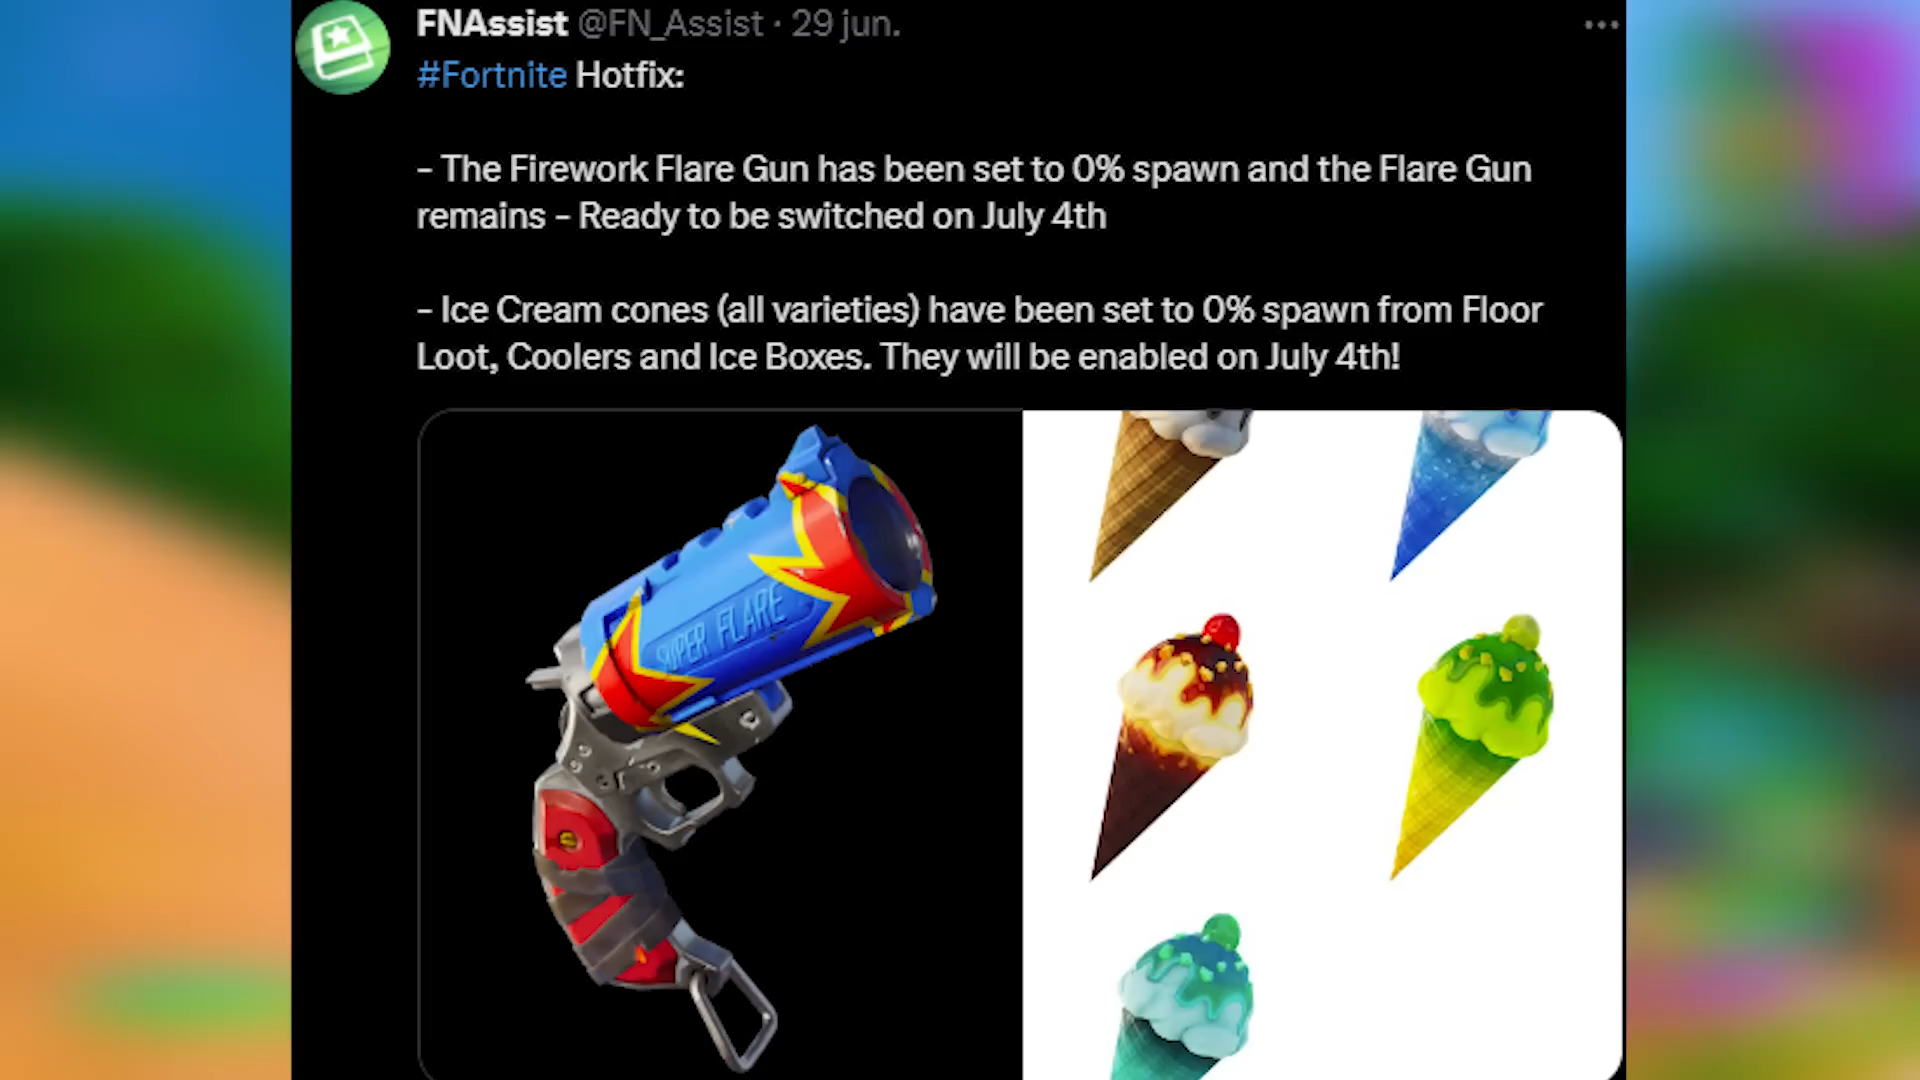 FNAssist @FN_Assist · 29 jun.
#Fortnite Hotfix:
- The Firework Flare Gun has been set to 0% spawn and the Flare Gun
remains - Ready to be switched on July 4th
- Ice Cream cones (all varieties) have been set to 0% spawn from Floor
Loot, Coolers and Ice Boxes. They will be enabled on July 4th!
SUPER FLARE